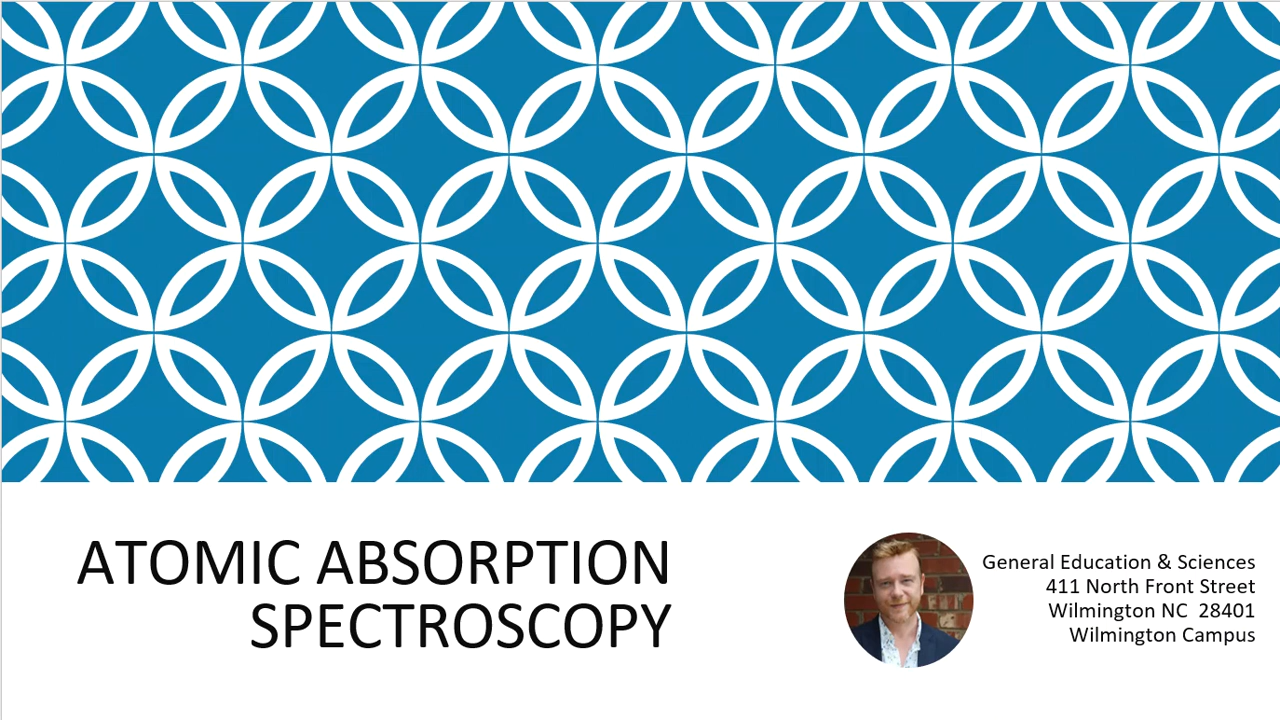 ATOMIC ABSORPTION
SPECTROSCOPY
General Education & Sciences
411 North Front Street
Wilmington NC  28401
Wilmington Campus